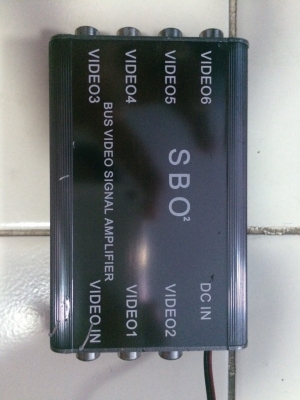 VIDEO3 VIDEO4 VIDEO5 VIDEO6
SBO²
BUS VIDEO SIGNAL AMPLIFIER
VIDEO IN VIDEO1 VIDEO2 DC IN